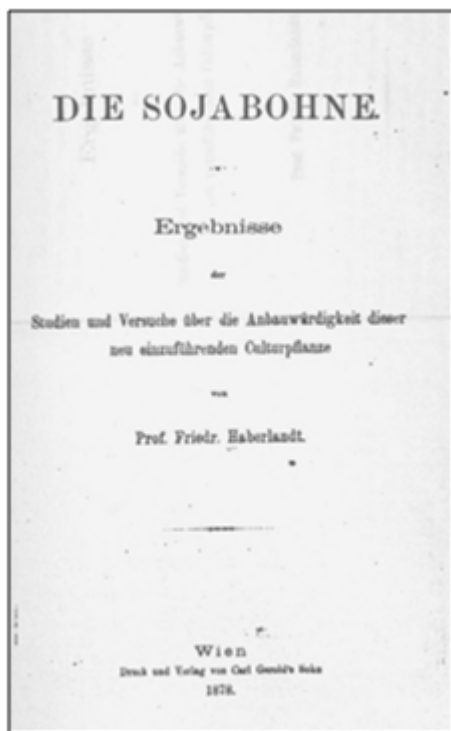 DIE SOJABOHNE.
Ergebnisse
der
Studien und Versuche über die Anbauwürdigkeit dieser
neu einzuführenden Culturpflanze
von
Prof. Friedr. Haberlandt.
Wien
Druck und Verlag von Carl Gerold's Sohn
1878.